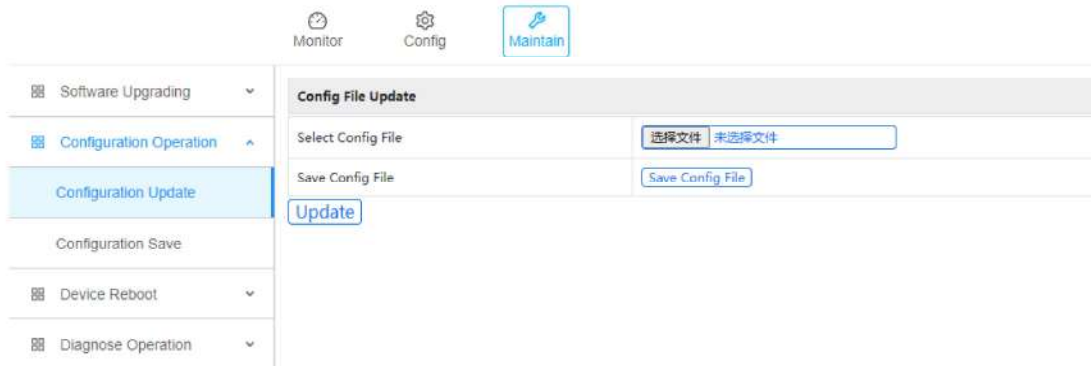 Monitor Config Maintain
Software Upgrading
Configuration Operation
Configuration Update
Configuration Save
Device Reboot
Diagnose Operation
Config File Update
Select Config File 选择文件 未选择文件
Save Config File Save Config File
Update